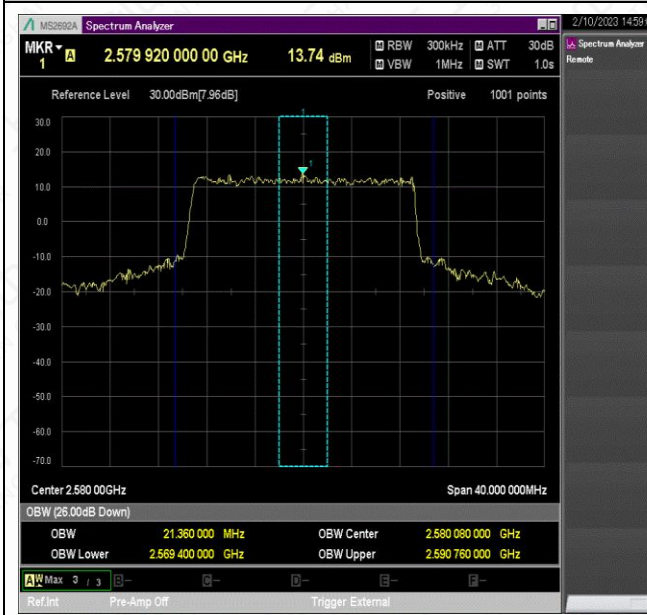 MS2692A Spectrum Analyzer
2/10/2023 14:59
MKR 1 A 2.579 920 000 00 GHz 13.74 dBm RBW 300kHz ATT 30dB
VBW 1MHz SWT 1.0s
Spectrum Analyzer
Remote
Reference Level 30.00dBm[7.96dB] Positive 1001 points
30.0
1
20.0
1
10.0
0.0
-10.0
-20.0
-30.0
-40.0
-50.0
-60.0
-70.0
Center 2.580 00GHz Span 40.000 000MHz
OBW (26.00dB Down)
OBW 21.360 000 MHz OBW Center 2.580 080 000 GHz
OBW Lower 2.569 400 000 GHz OBW Upper 2.590 760 000 GHz
A W Max 3 / 3 B- C- D- E- F-
Ref.Int Pre-Amp Off Trigger External